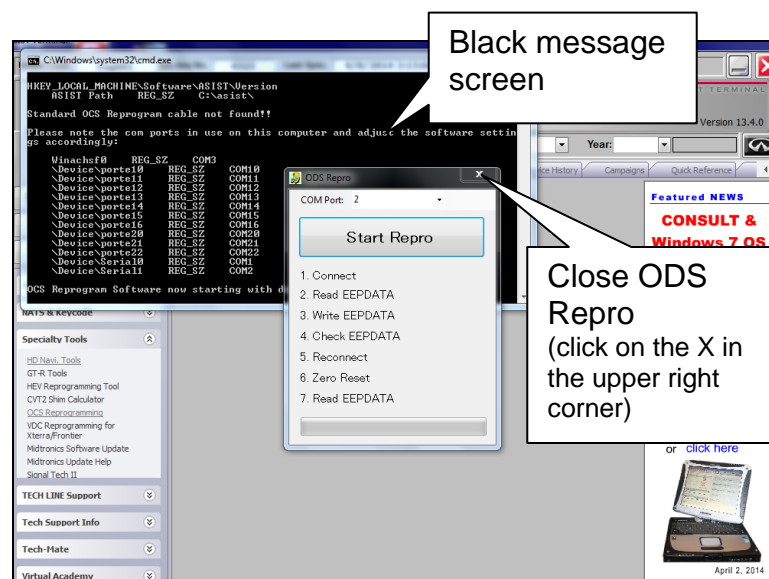 Black message
screen
C:\Windows\system32\cmd.exe
HKEY_LOCAL_MACHINE\Software\ASIST\Version
ASIST Path REG_SZ C:\asist\
Standard OCS Reprogram cable not found!!
Please note the com ports in use on this computer and adjust the software settin
gs accordingly:
Winachsf0 REG_SZ COM3
\Device\porte10 REG_SZ COM10
\Device\porte11 REG_SZ COM11
\Device\porte12 REG_SZ COM12
\Device\porte13 REG_SZ COM13
\Device\porte14 REG_SZ COM14
\Device\porte15 REG_SZ COM15
\Device\porte16 REG_SZ COM16
\Device\porte20 REG_SZ COM20
\Device\porte21 REG_SZ COM21
\Device\porte22 REG_SZ COM22
\Device\Serial0 REG_SZ COM1
\Device\Serial1 REG_SZ COM2
OCS Reprogram Software now starting with d
ODS Repro
X
COM Port: 2
Start Repro
1. Connect
2. Read EEPDATA
3. Write EEPDATA
4. Check EEPDATA
5. Reconnect
6. Zero Reset
7. Read EEPDATA
Close ODS
Repro
(click on the X in
the upper right
corner)
TERMINAL
Version 13.4.0
Year:
History Campaigns Quick Reference
Featured NEWS
CONSULT &
Windows 7 OS
or click here
April 2, 2014
NATS & Keycode
Specialty Tools
HD Navi. Tools
GT-R Tools
HEV Reprogramming Tool
CVT2 Shim Calculator
OCS Reprogramming
VDC Reprogramming for
Xterra/Frontier
Midtronics Software Update
Midtronics Update Help
Signal Tech II
TECH LINE Support
Tech Support Info
Tech-Mate
Virtual Academy